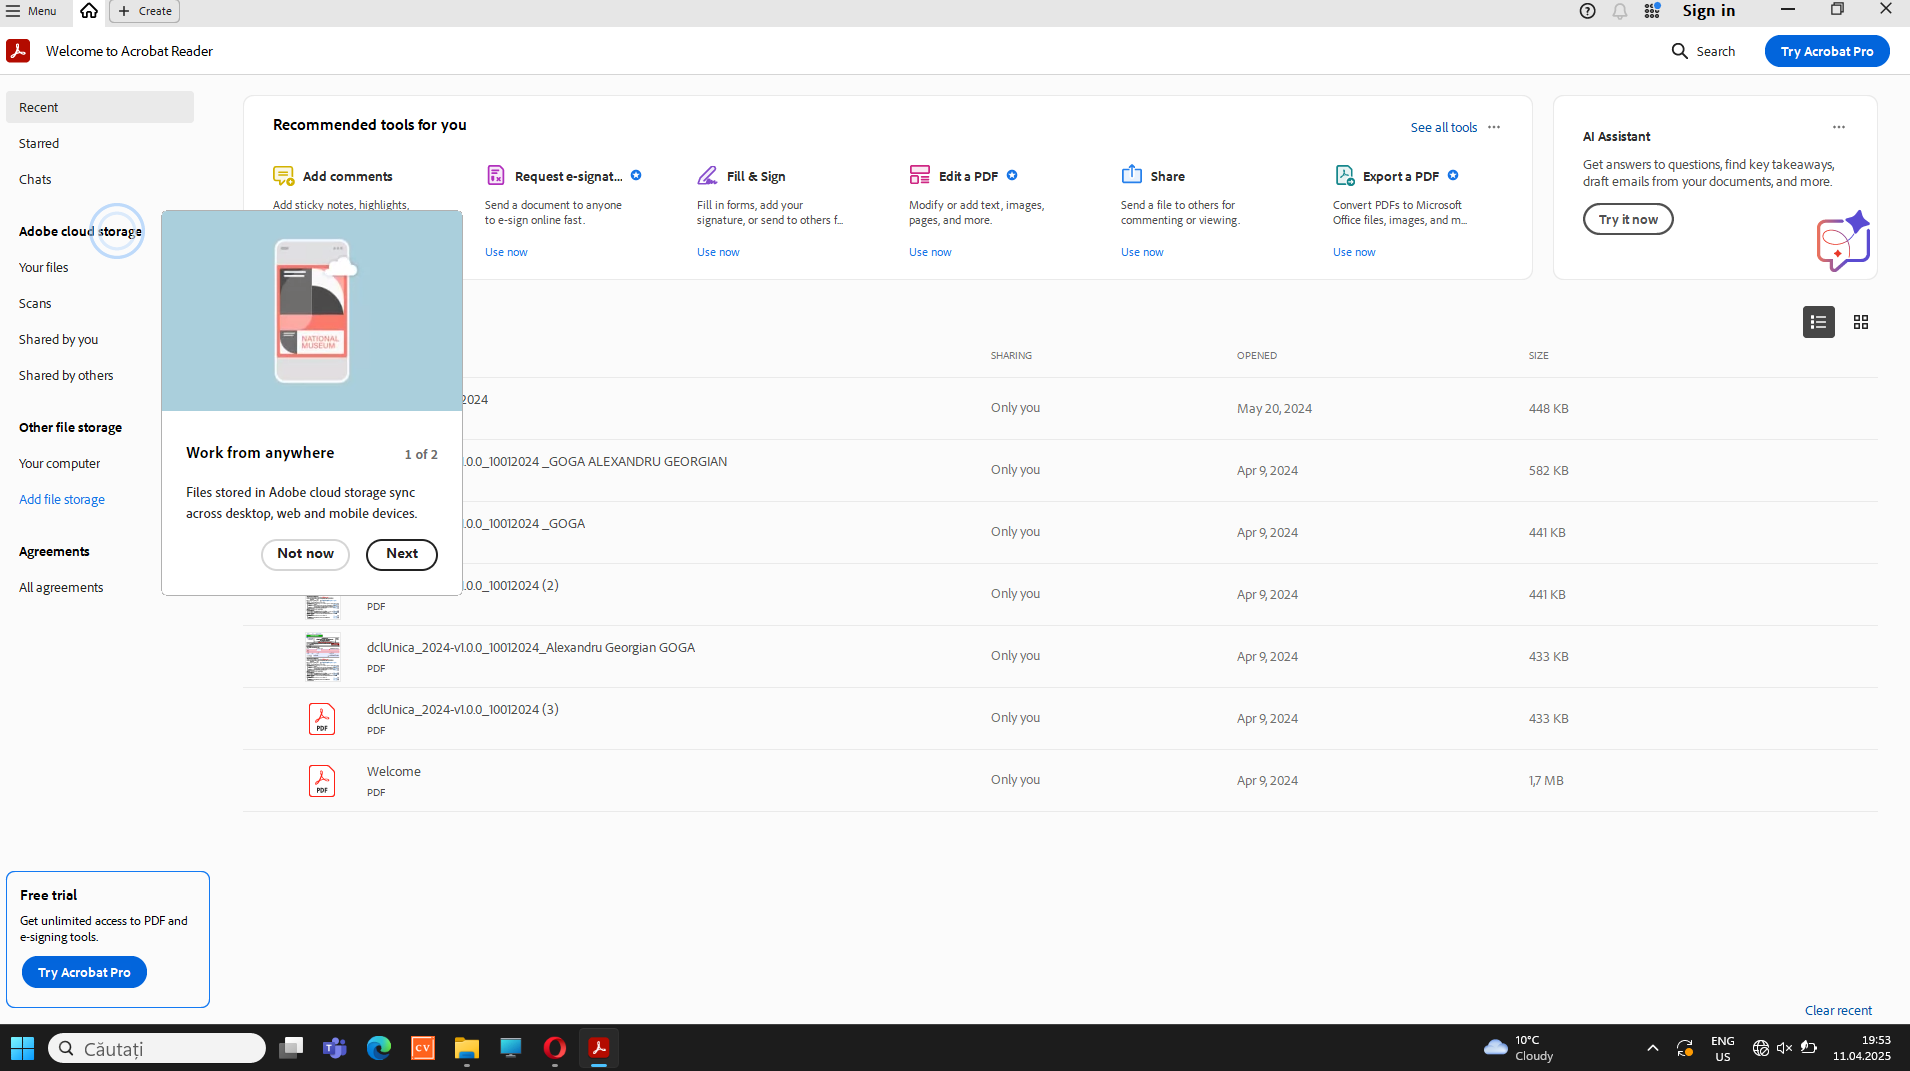 Menu
Create
Sign in
Welcome to Acrobat Reader
Search
Try Acrobat Pro
Recent
Starred
Chats
Adobe cloud storage
Your files
Scans
Shared by you
Shared by others
Other file storage
Your computer
Add file storage
Agreements
All agreements
Recommended tools for you
See all tools
Add comments
Add sticky notes, highlights,
Request e-signat...
Send a document to anyone
to e-sign online fast.
Use now
Fill & Sign
Fill in forms, add your
signature, or send to others f...
Use now
Edit a PDF
Modify or add text, images,
pages, and more.
Use now
Share
Send a file to others for
commenting or viewing.
Use now
Export a PDF
Convert PDFs to Microsoft
Office files, images, and m...
Use now
AI Assistant
Get answers to questions, find key takeaways,
draft emails from your documents, and more.
Try it now
NATIONAL
MUSEUM
Work from anywhere
1 of 2
Files stored in Adobe cloud storage sync
across desktop, web and mobile devices.
Not now
Next
SHARING OPENED SIZE
2024 Only you May 20, 2024 448 KB
1.0.0_10012024 _GOGA ALEXANDRU GEORGIAN Only you Apr 9, 2024 582 KB
1.0.0_10012024 _GOGA Only you Apr 9, 2024 441 KB
1.0.0_10012024 (2) Only you Apr 9, 2024 441 KB
PDF
dclUnica_2024-v1.0.0_10012024_Alexandru Georgian GOGA Only you Apr 9, 2024 433 KB
PDF
PDF
dclUnica_2024-v1.0.0_10012024 (3) Only you Apr 9, 2024 433 KB
PDF
PDF
Welcome Only you Apr 9, 2024 1,7 MB
PDF
Free trial
Get unlimited access to PDF and
e-signing tools.
Try Acrobat Pro
Clear recent
Căutați
CV
10°C
Cloudy
ENG
US
19:53
11.04.2025